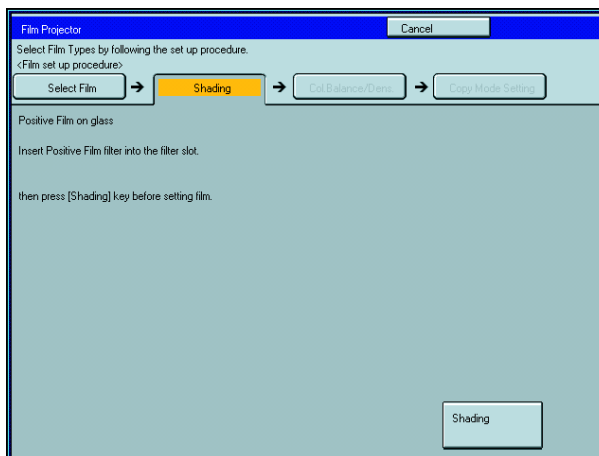 Film Projector
Cancel
Select Film Types by following the set up procedure.
<Film set up procedure>
Select Film → Shading → Col.Balance/Dens. → Copy Mode Setting
Positive Film on glass
Insert Positive Film filter into the filter slot.
then press [Shading] key before setting film.
Shading